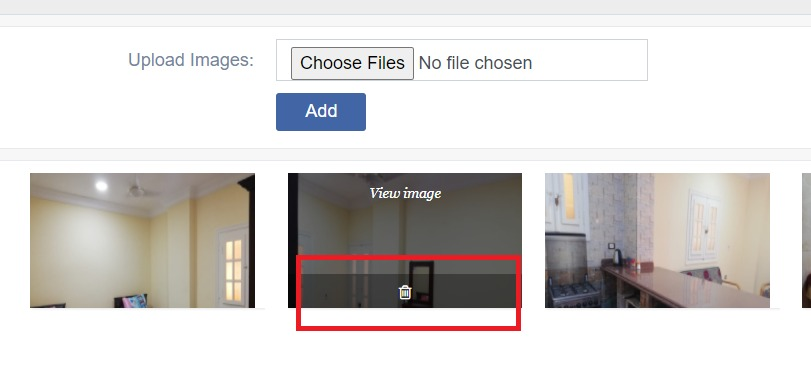 Upload Images:
Choose Files No file chosen
Add
View image